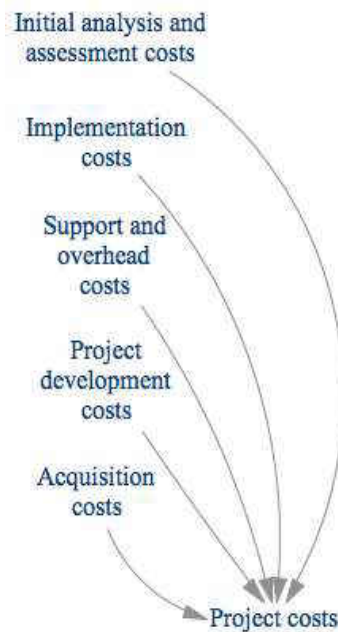 Initial analysis and
assessment costs
Implementation
costs
Support and
overhead
costs
Project
development
costs
Acquisition
costs
Project costs